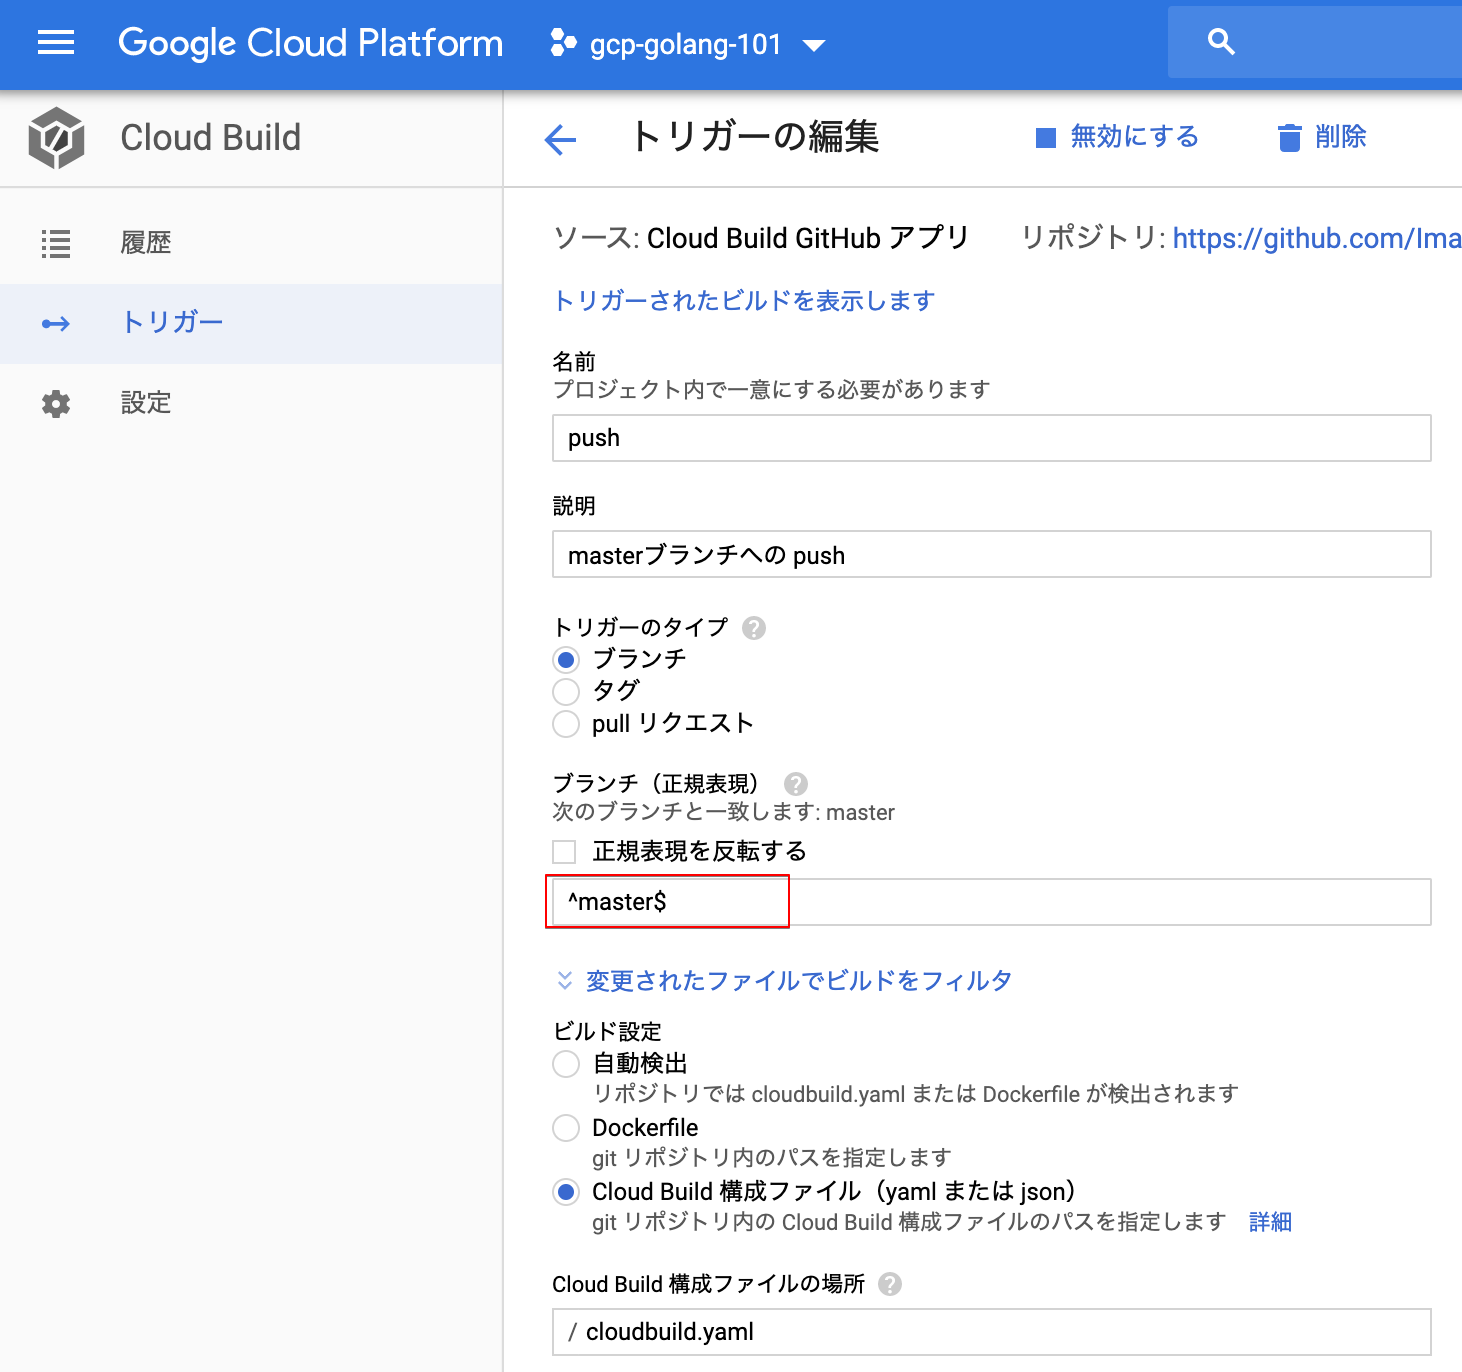 Google Cloud Platform gcp-golang-101
Cloud Build
トリガーの編集 無効にする 削除
履歴
トリガー
設定
ソース: Cloud Build GitHub アプリ リポジトリ: https://github.com/Ima
トリガーされたビルドを表示します
名前
プロジェクト内で一意にする必要があります
push
説明
masterブランチへの push
トリガーのタイプ ?
ブランチ
タグ
pull リクエスト
ブランチ（正規表現） ?
次のブランチと一致します: master
正規表現を反転する
^master$
変更されたファイルでビルドをフィルタ
ビルド設定
自動検出
リポジトリでは cloudbuild.yaml または Dockerfile が検出されます
Dockerfile
git リポジトリ内のパスを指定します
Cloud Build 構成ファイル（yaml または json）
git リポジトリ内の Cloud Build 構成ファイルのパスを指定します 詳細
Cloud Build 構成ファイルの場所 ?
/ cloudbuild.yaml